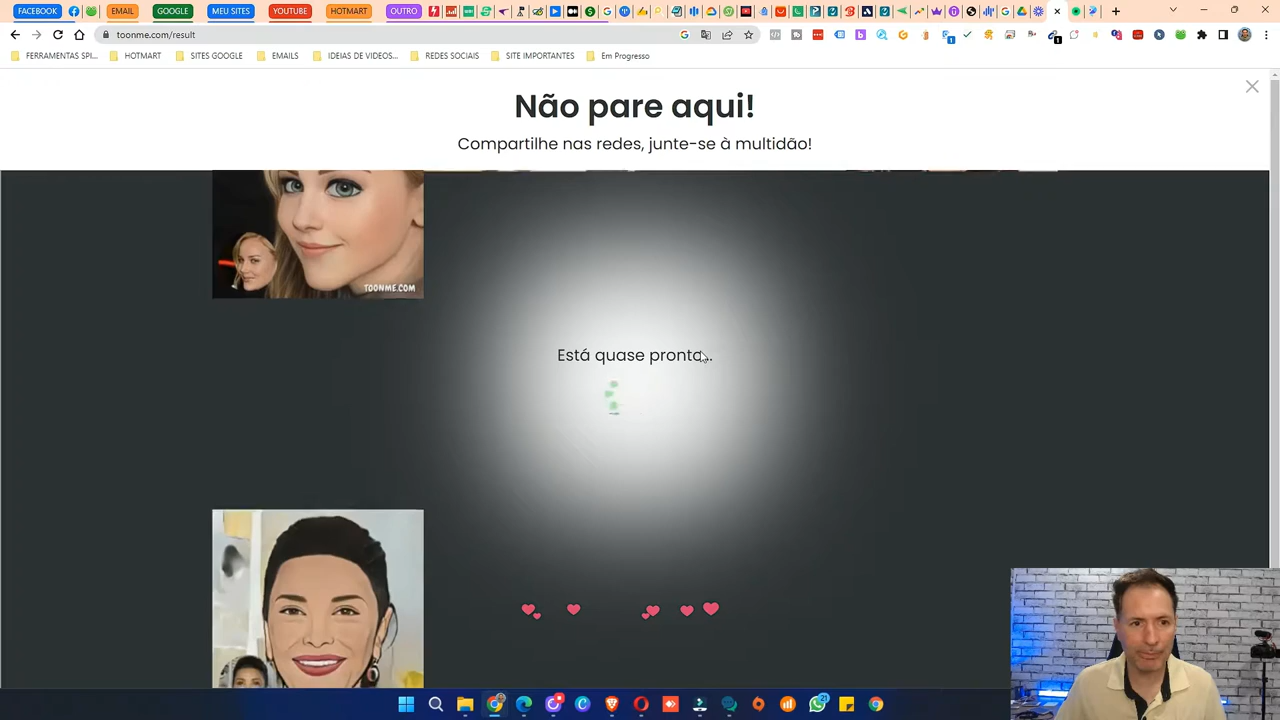 FACEBOOK
EMAIL
GOOGLE
MEU SITES
YOUTUBE
HOTMART
OUTRO
toonme.com/result
FERRAMENTAS SPI...
HOTMART
SITES GOOGLE
EMAILS
IDEIAS DE VIDEOS...
REDES SOCIAIS
SITE IMPORTANTES
Em Progresso
Não pare aqui!
Compartilhe nas redes, junte-se à multidão!
TOONME.COM
Está quase pronto...